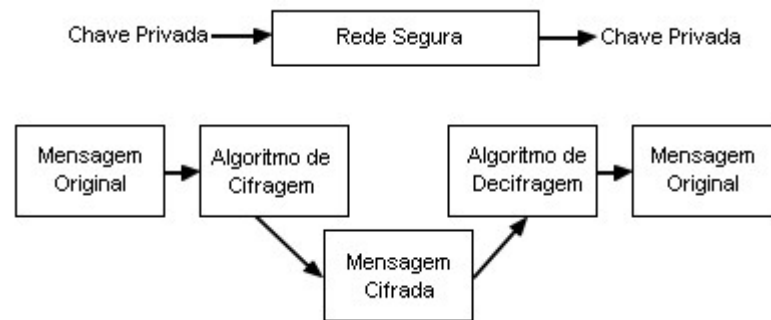 Chave Privada
Rede Segura
Chave Privada
Mensagem
Original
Algoritmo de
Cifragem
Algoritmo de
Decifragem
Mensagem
Original
Mensagem
Cifrada